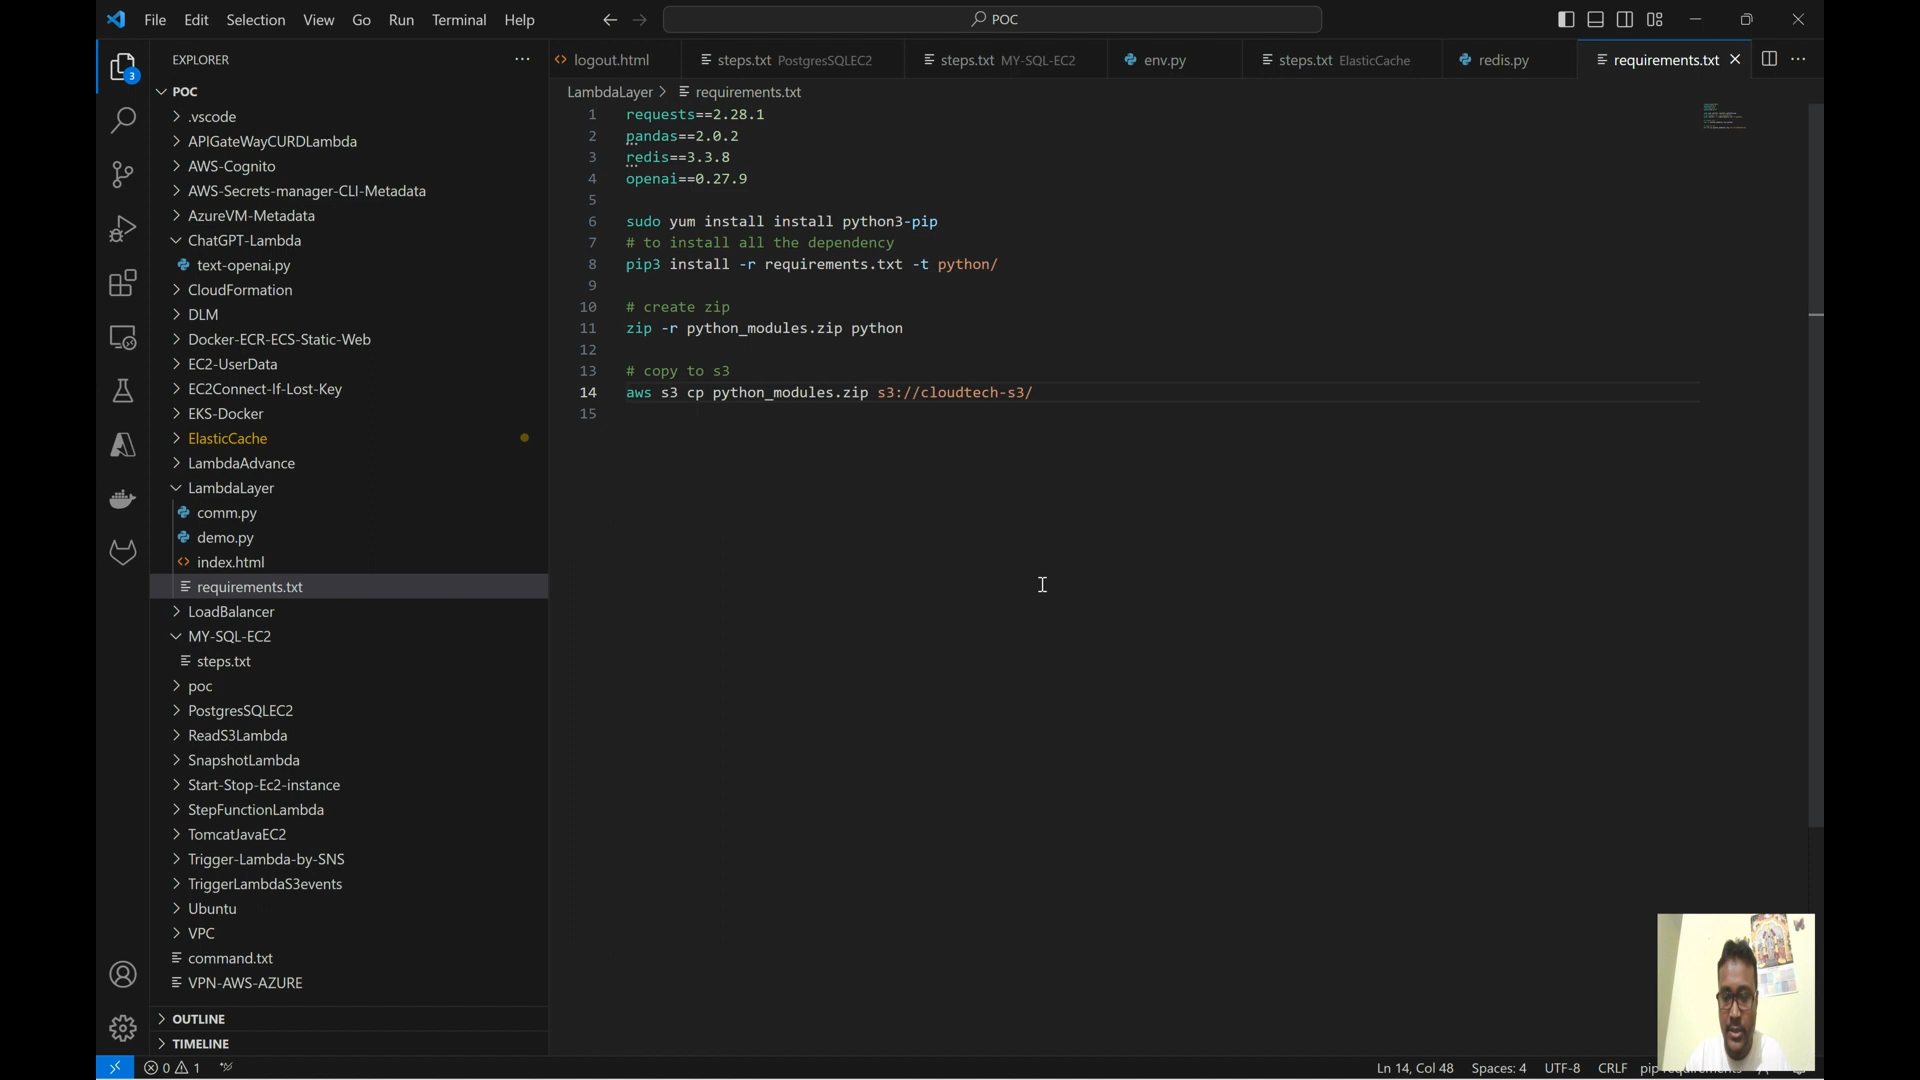 File Edit Selection View Go Run Terminal Help
POC
EXPLORER
logout.html
steps.txt PostgresSQLEC2
steps.txt MY-SQL-EC2
env.py
steps.txt ElasticCache
redis.py
requirements.txt
LambdaLayer > requirements.txt
3
POC
.vscode
APIGateWayCURDLambda
AWS-Cognito
AWS-Secrets-manager-CLI-Metadata
AzureVM-Metadata
ChatGPT-Lambda
text-openai.py
CloudFormation
DLM
Docker-ECR-ECS-Static-Web
EC2-UserData
EC2Connect-If-Lost-Key
EKS-Docker
ElasticCache
LambdaAdvance
LambdaLayer
comm.py
demo.py
index.html
requirements.txt
LoadBalancer
MY-SQL-EC2
steps.txt
poc
PostgresSQLEC2
ReadS3Lambda
SnapshotLambda
Start-Stop-Ec2-instance
StepFunctionLambda
TomcatJavaEC2
Trigger-Lambda-by-SNS
TriggerLambdaS3events
Ubuntu
VPC
command.txt
VPN-AWS-AZURE
OUTLINE
TIMELINE
1 requests==2.28.1
2 pandas==2.0.2
3 redis==3.3.8
4 openai==0.27.9
5
6 sudo yum install install python3-pip
7 # to install all the dependency
8 pip3 install -r requirements.txt -t python/
9
10 # create zip
11 zip -r python_modules.zip python
12
13 # copy to s3
14 aws s3 cp python_modules.zip s3://cloudtech-s3/
15
0 1
Ln 14, Col 48 Spaces: 4 UTF-8 CRLF